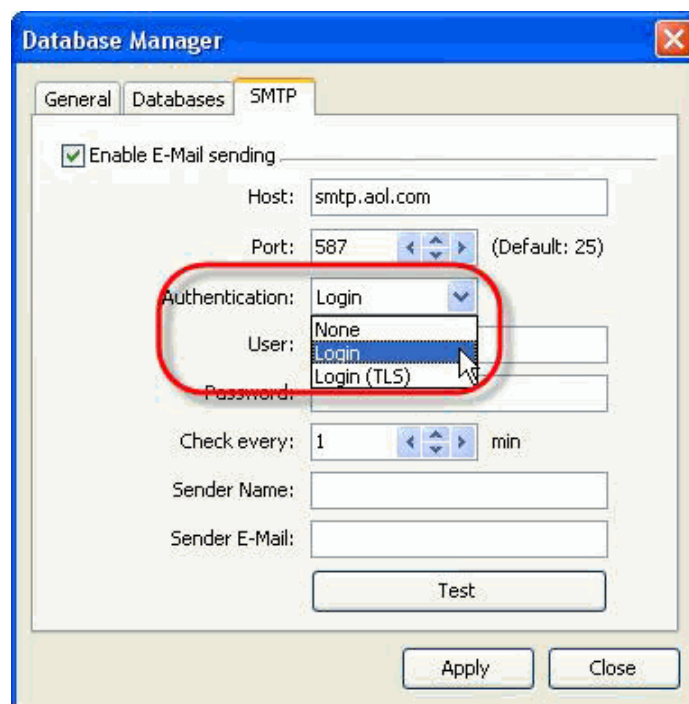 Database Manager
General Databases SMTP
Enable E-Mail sending
Host: smtp.aol.com
Port: 587 (Default: 25)
Authentication: Login
None
User:
Login
Login (TLS)
Password:
Check every: 1 min
Sender Name:
Sender E-Mail:
Test
Apply Close